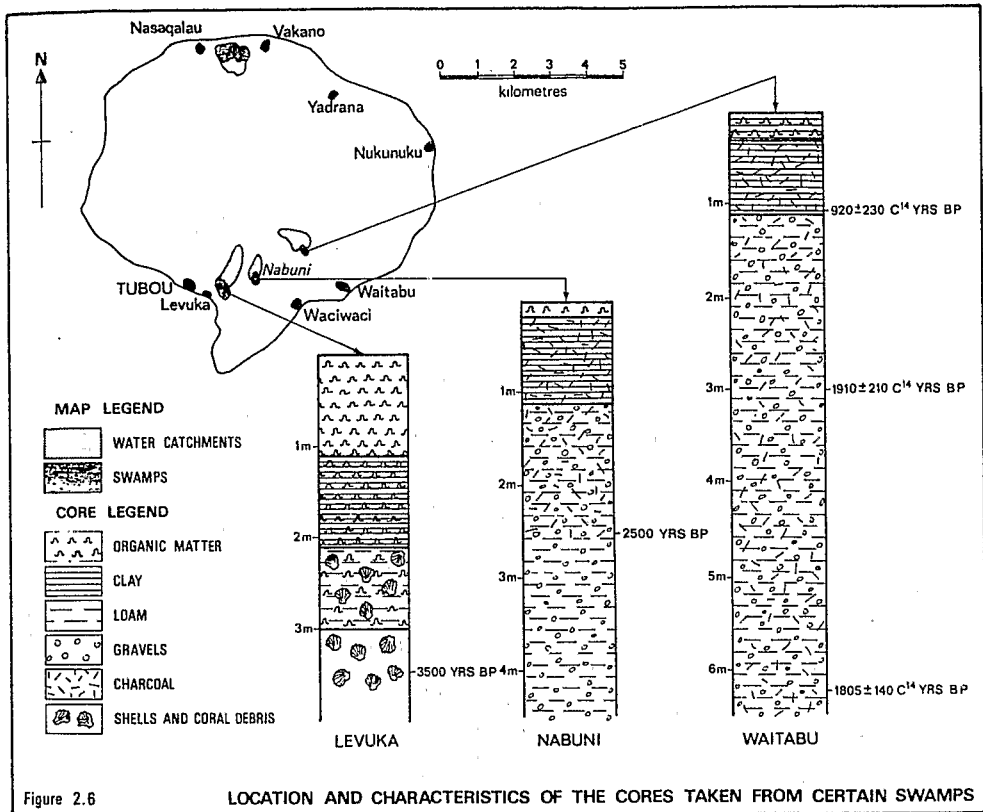 Nasaqalau
Vakano
N
0 1 2 3 4 5
kilometres
Yadrana
Nukunuku
Nabuni
TUBOU
Levuka
Waitabu
Waciwaci
MAP LEGEND
WATER CATCHMENTS
SWAMPS
CORE LEGEND
ORGANIC MATTER
CLAY
LOAM
GRAVELS
CHARCOAL
SHELLS AND CORAL DEBRIS
1m
2m
3m
3500 YRS BP
LEVUKA
1m
2m
2500 YRS BP
3m
4m
NABUNI
1m
920±230 C¹⁴ YRS BP
2m
3m
1910±210 C¹⁴ YRS BP
4m
5m
6m
1805±140 C¹⁴ YRS BP
WAITABU
Figure 2.6
LOCATION AND CHARACTERISTICS OF THE CORES TAKEN FROM CERTAIN SWAMPS